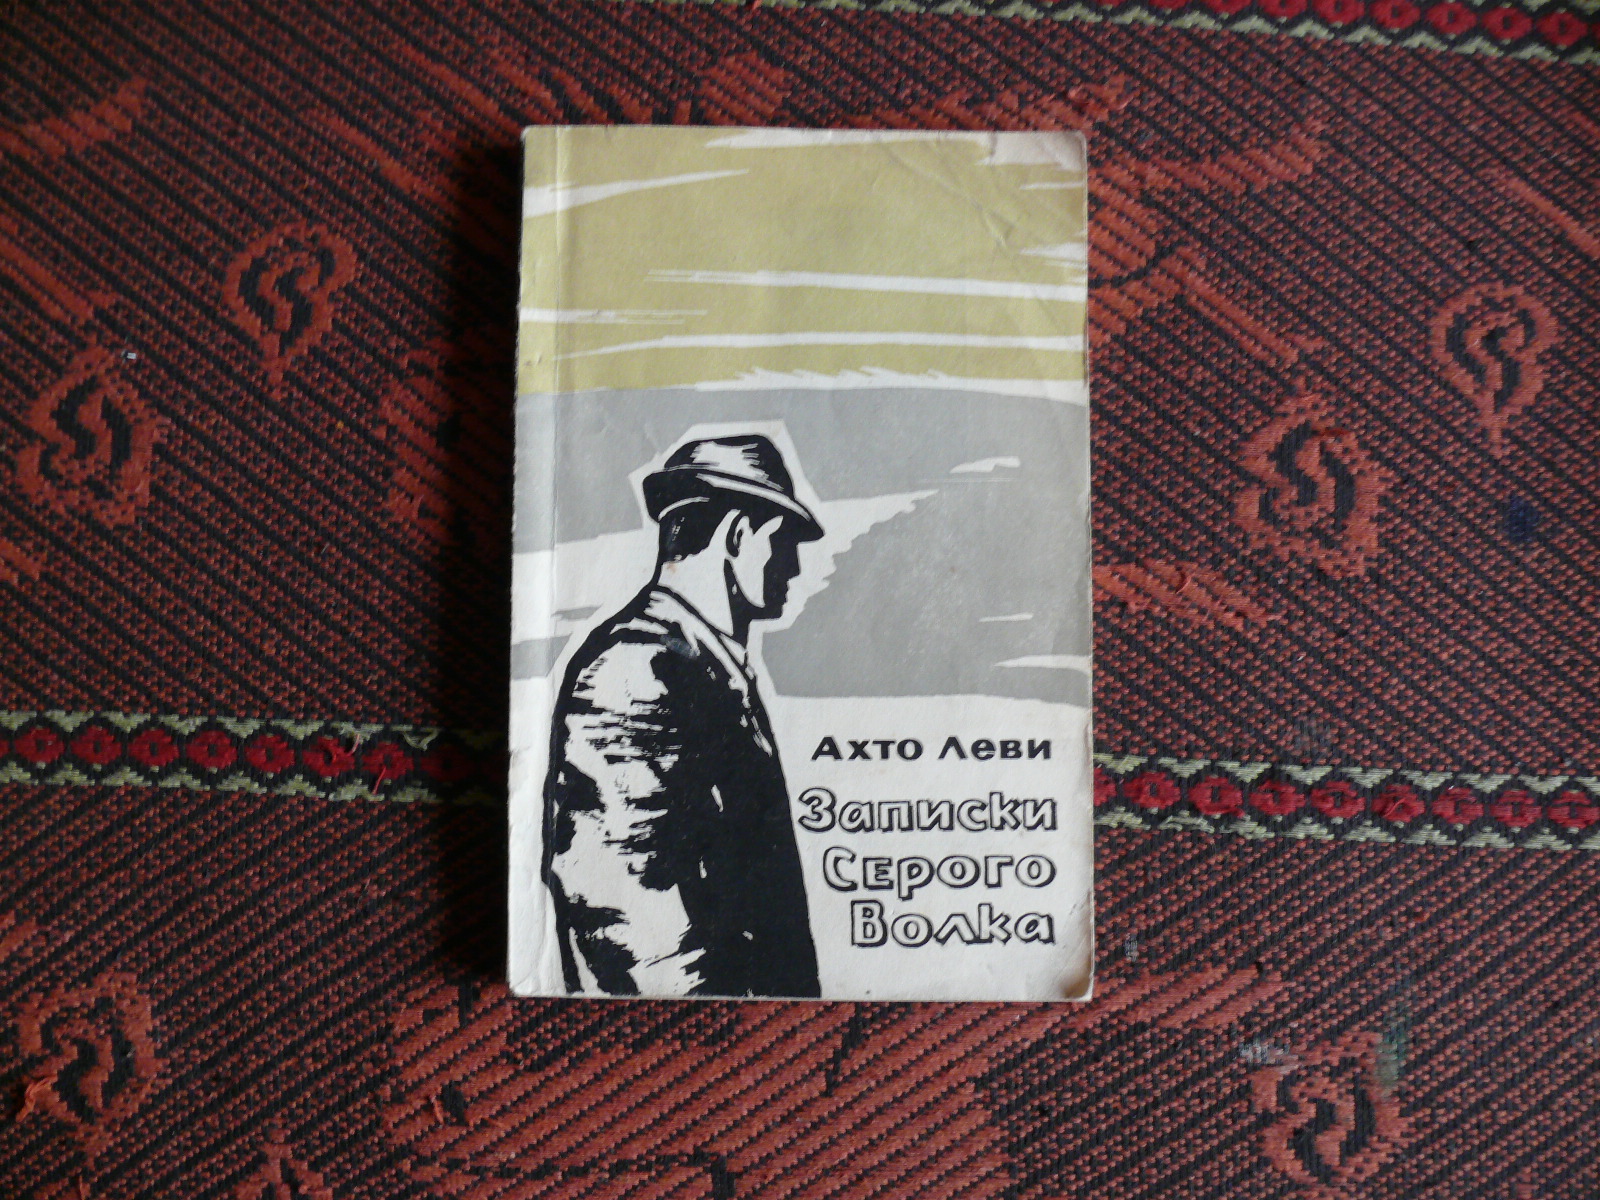 Ахто Леви
Записки
Серого
Волка